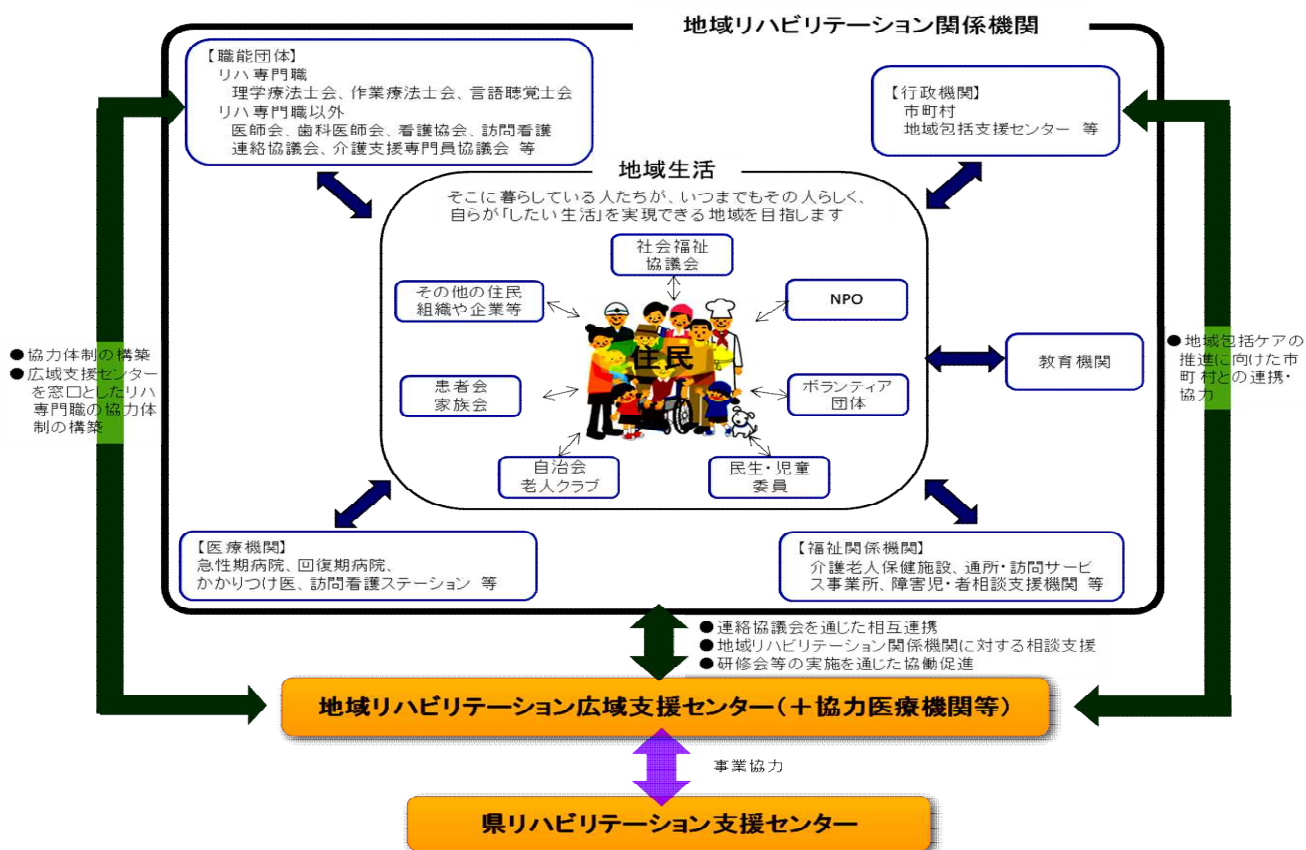 地域リハビリテーション関係機関
【職能団体】
リハ専門職
理学療法士会、作業療法士会、言語聴覚士会
リハ専門職以外
医師会、歯科医師会、看護協会、訪問看護
連絡協議会、介護支援専門員協議会 等
【行政機関】
市町村
地域包括支援センター 等
地域生活
そこに暮らしている人たちが、いつまでもその人らしく、
自らが「したい生活」を実現できる地域を目指します
社会福祉
協議会
その他の住民
組織や企業等
NPO
住民
患者会
家族会
ボランティア
団体
自治会
老人クラブ
民生・児童
委員
教育機関
●協力体制の構築
●広域支援センター
を窓口としたリハ
専門職の協力体
制の構築
●地域包括ケアの
推進に向けた市
町村との連携・
協力
【医療機関】
急性期病院、回復期病院、
かかりつけ医、訪問看護ステーション 等
【福祉関係機関】
介護老人保健施設、通所・訪問サービ
ス事業所、障害児・者相談支援機関 等
●連絡協議会を通じた相互連携
●地域リハビリテーション関係機関に対する相談支援
●研修会等の実施を通じた協働促進
地域リハビリテーション広域支援センター(＋協力医療機関等)
事業協力
県リハビリテーション支援センター